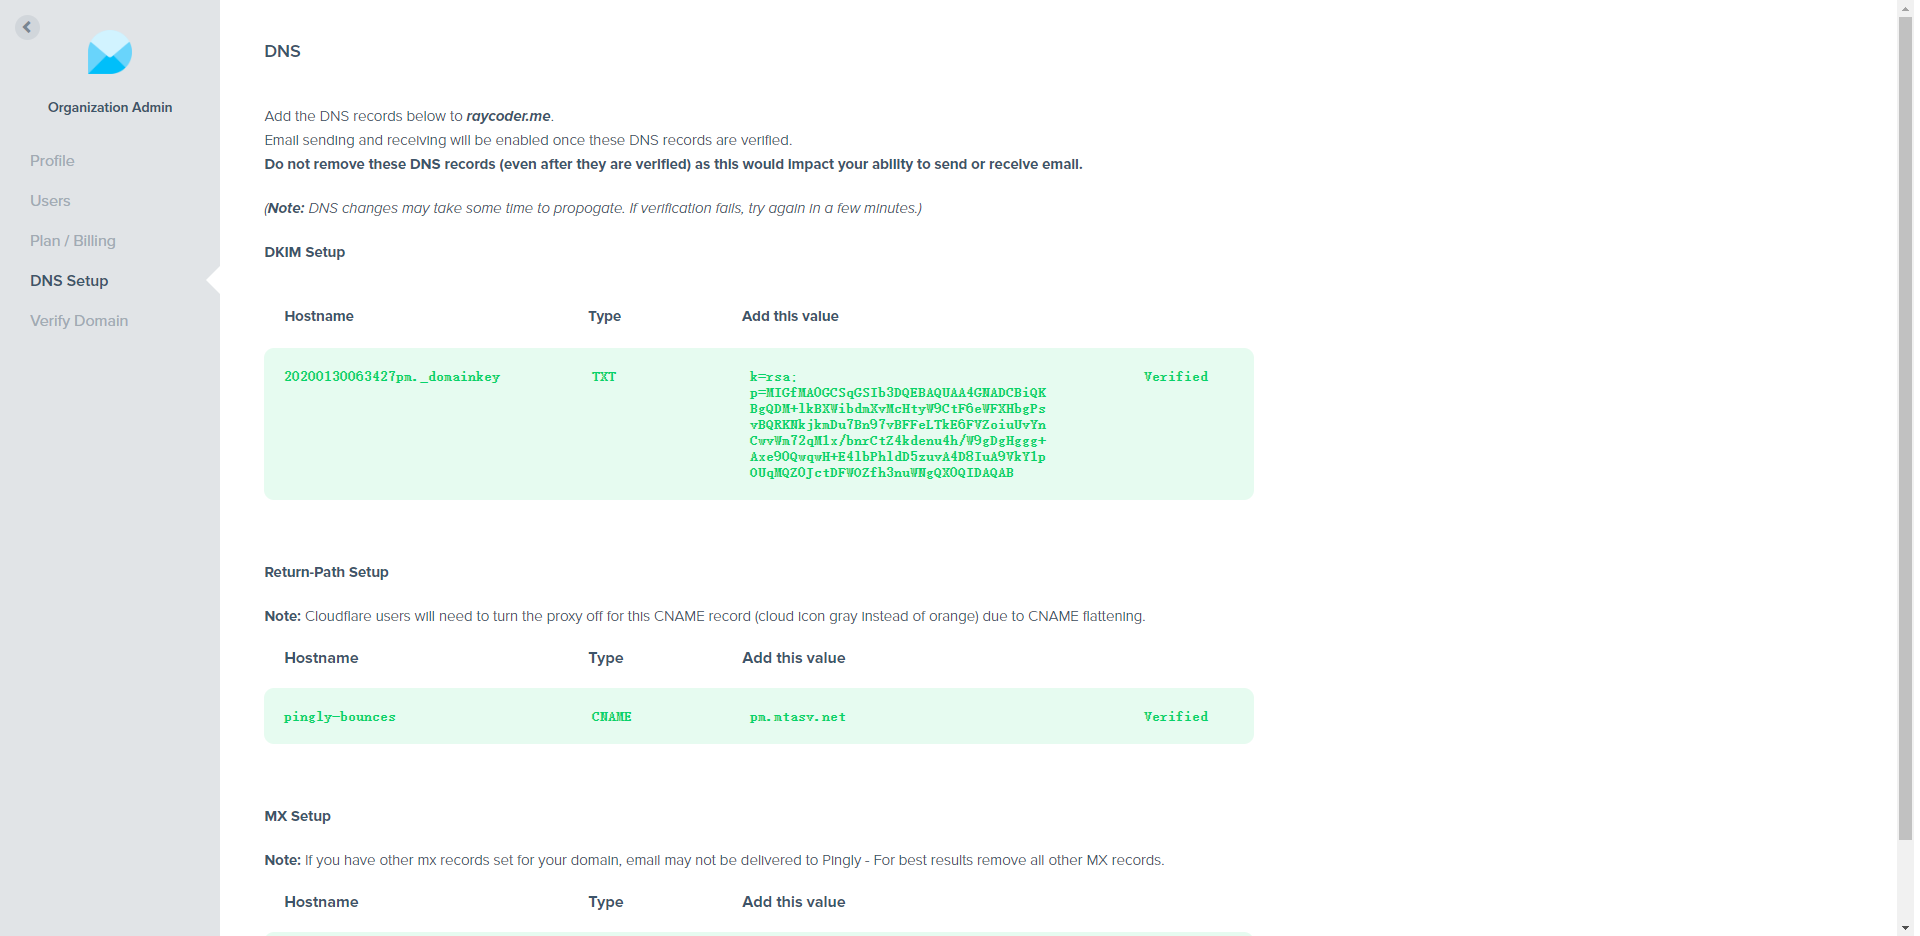 Organization Admin
Profile
Users
Plan / Billing
DNS Setup
Verify Domain
DNS
Add the DNS records below to raycoder.me.
Email sending and receiving will be enabled once these DNS records are verified.
Do not remove these DNS records (even after they are verified) as this would impact your ability to send or receive email.
(Note: DNS changes may take some time to propogate. If verification fails, try again in a few minutes.)
DKIM Setup
Hostname Type Add this value
20200130063427pm._domainkey TXT k=rsa; Verified
p=MIGfMA0GCSqGSIb3DQEBAQUAA4GNADCBiQK
BgQDM+lkBXWibdmXvMcHtyW9CtF6eWFXHbgPs
vBQRKNkjkmDu7Bn97vBFFeLTkE6FVZoiuUvYn
CwvWm72qM1x/bnrCtZ4kdenu4h/W9gDgHggg+
Axe90QwqwH+E4lbPhldD5zuvA4D8IuA9VkY1p
OUqMQZ0JctDFWOZfh3nuWNgQX0QIDAQAB
Return-Path Setup
Note: Cloudflare users will need to turn the proxy off for this CNAME record (cloud icon gray instead of orange) due to CNAME flattening.
Hostname Type Add this value
pingly-bounces CNAME pm.mtasv.net Verified
MX Setup
Note: If you have other mx records set for your domain, email may not be delivered to Pingly - For best results remove all other MX records.
Hostname Type Add this value